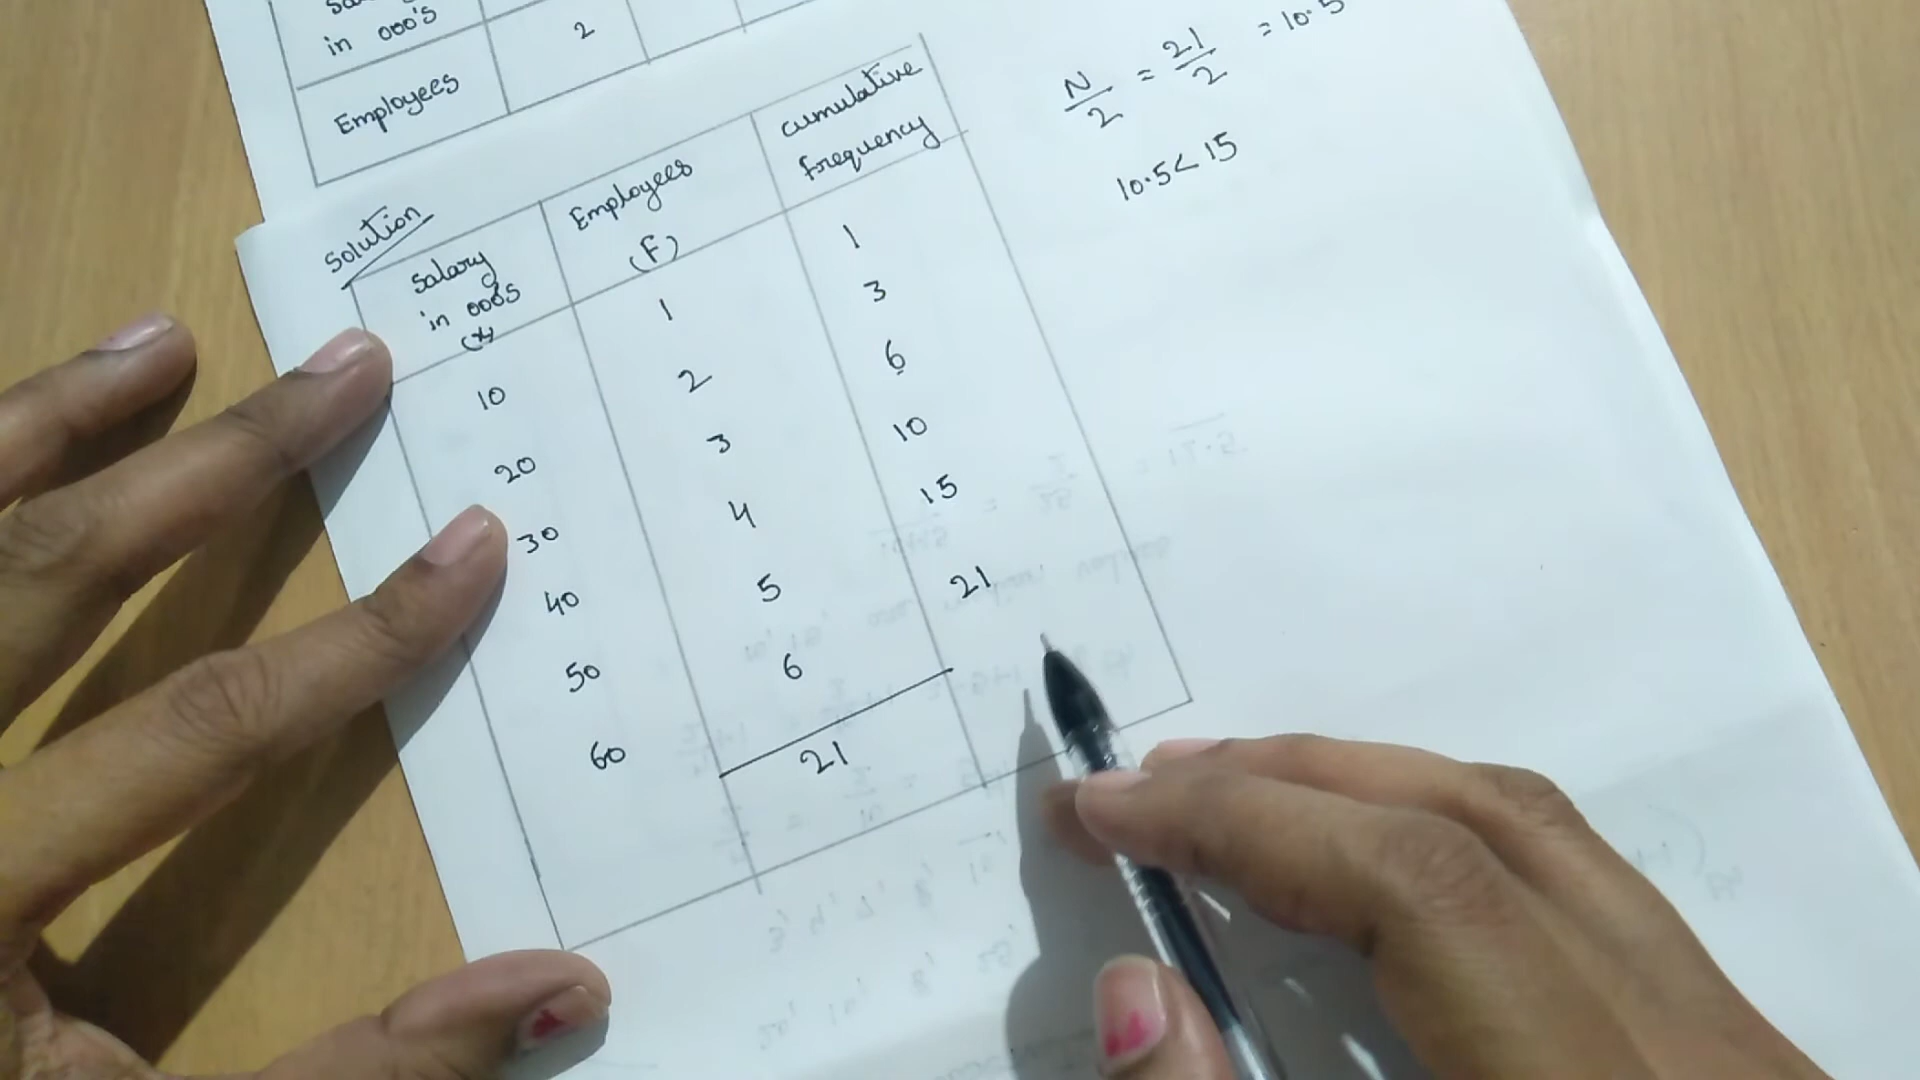 in 000's
Employees 2
Solution
Salary in 000's (x) Employees (F) Cumulative frequency
10 1 1
20 2 3
30 3 6
40 4 10
50 5 15
60 6 21
21
N/2 = 21/2 = 10.5
10.5 < 15